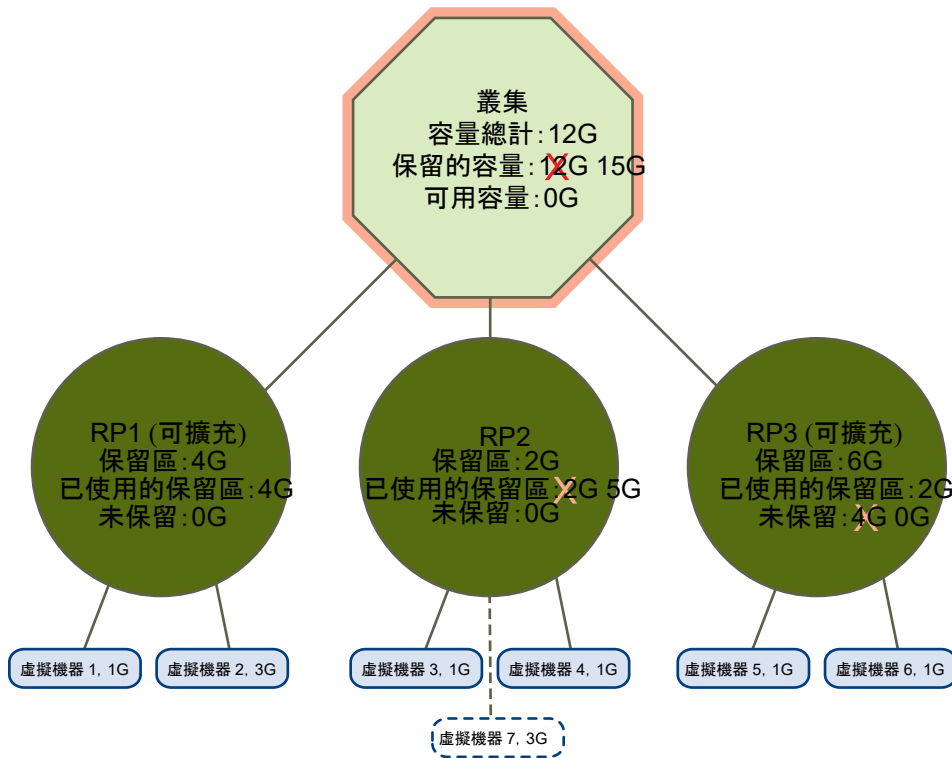 叢集
容量總計：12G
保留的容量：12G 15G
可用容量：0G
RP1 (可擴充)
保留區：4G
已使用的保留區：4G
未保留：0G
RP2
保留區：2G
已使用的保留區：2G 5G
未保留：0G
RP3 (可擴充)
保留區：6G
已使用的保留區：2G
未保留：4G 0G
虛擬機器 1, 1G
虛擬機器 2, 3G
虛擬機器 3, 1G
虛擬機器 4, 1G
虛擬機器 5, 1G
虛擬機器 6, 1G
虛擬機器 7, 3G